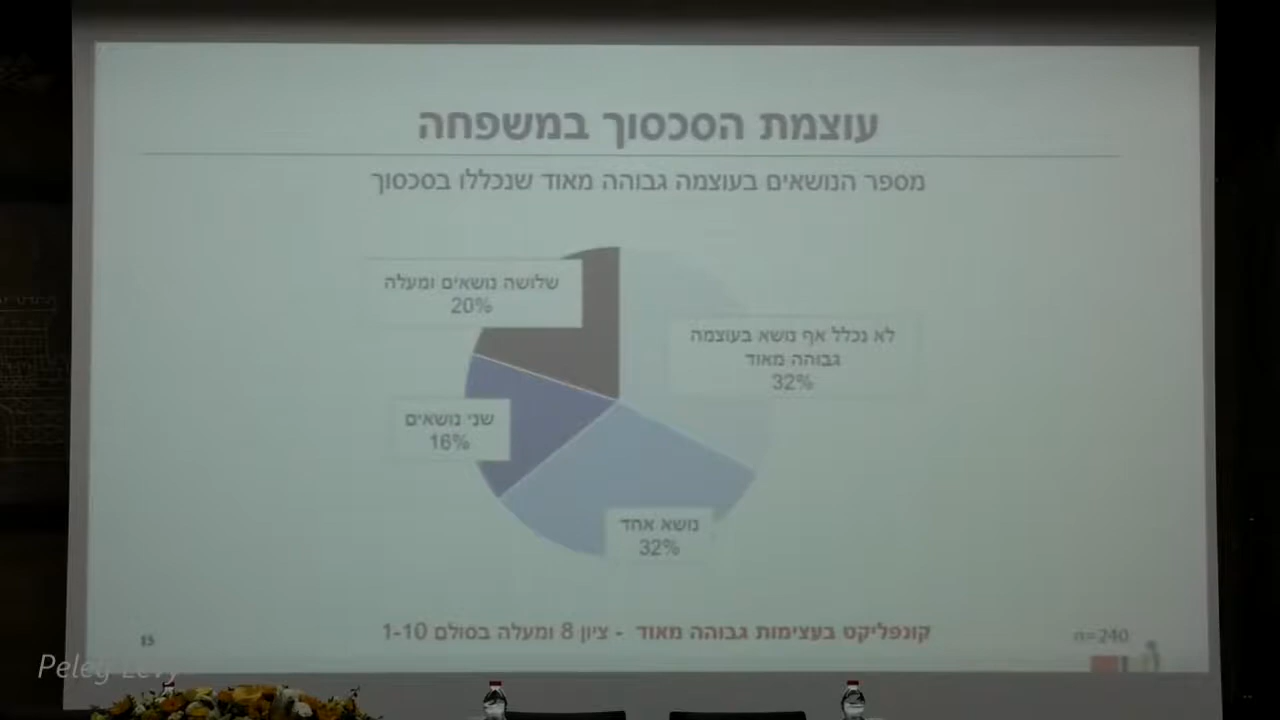 עוצמת הסכסוך במשפחה
מספר הנושאים בעוצמה גבוהה מאוד שנכללו בסכסוך
לא נכלל אף נושא בעוצמה
גבוהה מאוד
32%
שלושה נושאים ומעלה
20%
שני נושאים
16%
נושא אחד
32%
קונפליקט בעצימות גבוהה מאוד - ציון 8 ומעלה בסולם 1-10
n=240
15
Peleg Levy